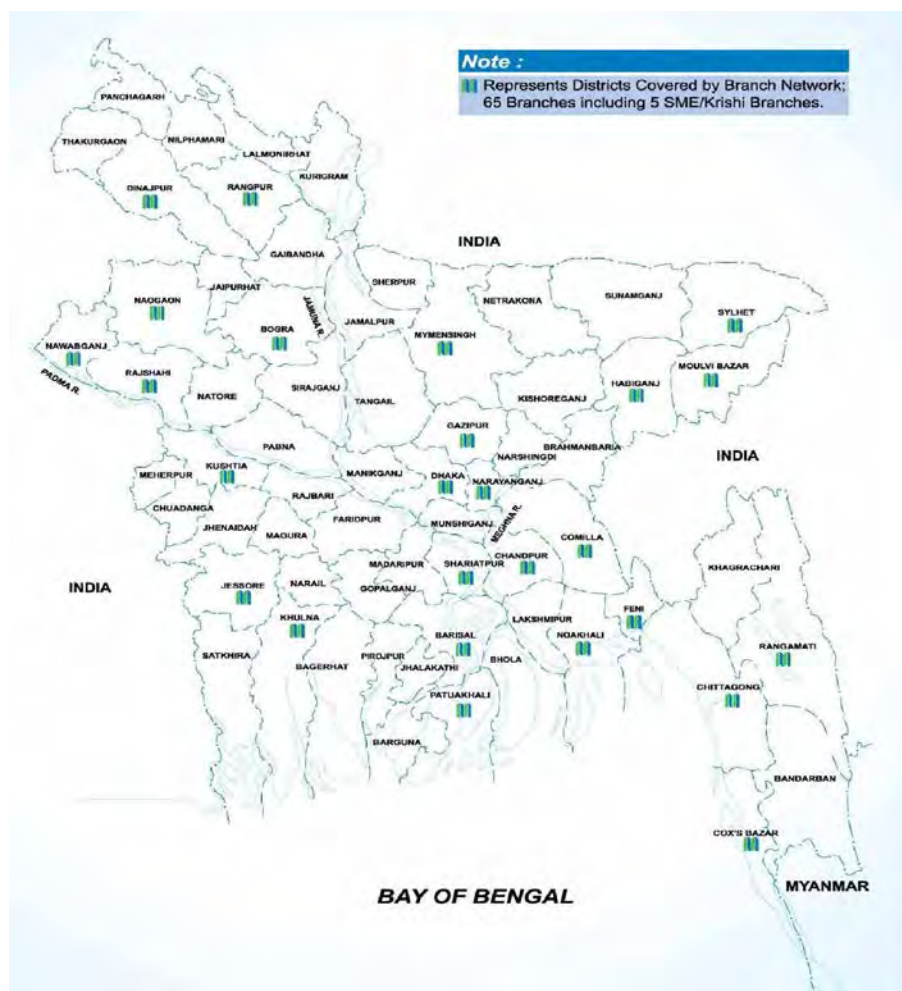 Note :
Represents Districts Covered by Branch Network;
65 Branches including 5 SME/Krishi Branches.
PANCHAGARH
THAKURGAON
NILPHAMARI
LALMONIRHAT
KURIGRAM
DINAJPUR
RANGPUR
INDIA
GAIBANDHA
SHERPUR
JAIPURHAT
NAOGAON
NETRAKONA
SUNAMGANJ
SYLHET
JAMUNA R.
BOGRA
JAMALPUR
MYMENSINGH
NAWABGANJ
RAJSHAHI
MOULVI BAZAR
PADMA R.
NATORE
SIRAJGANJ
TANGAIL
KISHOREGANJ
HABIGANJ
GAZIPUR
PABNA
BRAHMANBARIA
NARSHINGDI
INDIA
MEHERPUR
KUSHTIA
MANIKGANJ
DHAKA
NARAYANGANJ
CHUADANGA
RAJBARI
JHENAIDAH
MAGURA
FARIDPUR
MUNSHIGANJ
MEGHNA R.
COMILLA
CHANDPUR
MADARIPUR
SHARIATPUR
KHAGRACHARI
INDIA
JESSORE
NARAIL
GOPALGANJ
KHULNA
LAKSHMIPUR
FENI
BARISAL
NOAKHALI
RANGAMATI
SATKHIRA
BAGERHAT
PIROJPUR
JHALAKATHI
BHOLA
PATUAKHALI
CHITTAGONG
BARGUNA
BANDARBAN
COX'S BAZAR
MYANMAR
BAY OF BENGAL